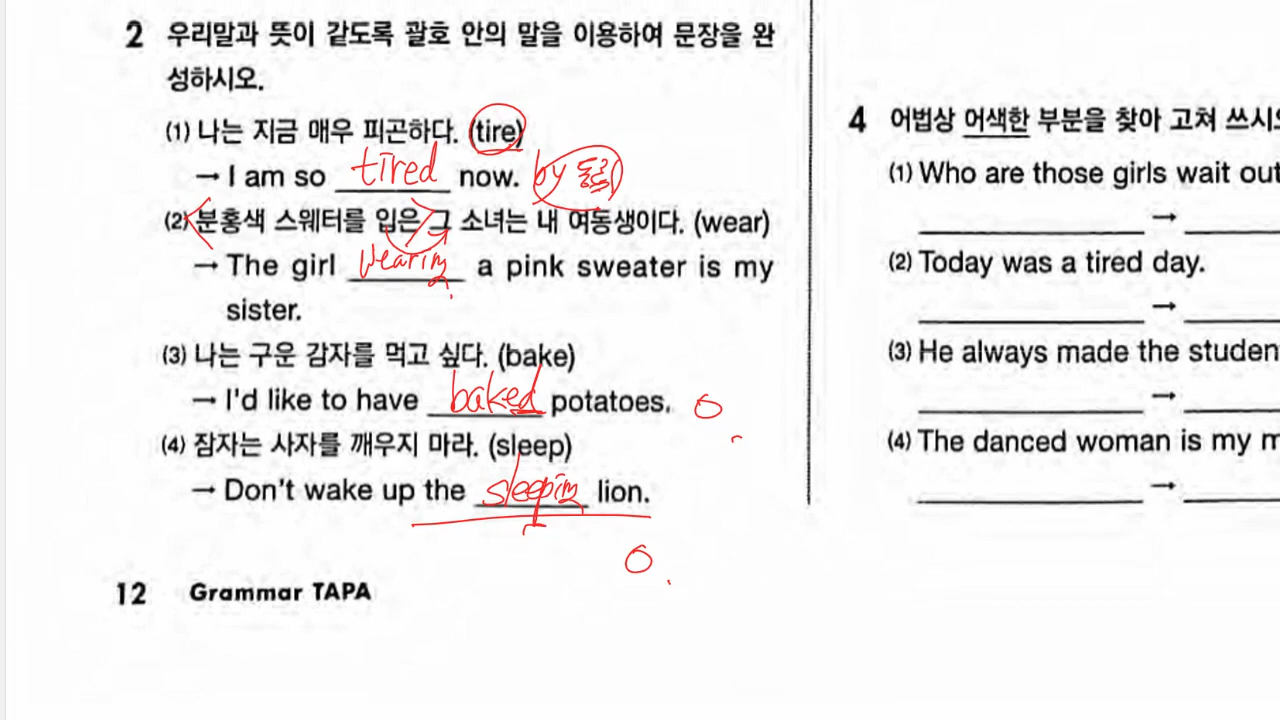 2 우리말과 뜻이 같도록 괄호 안의 말을 이용하여 문장을 완
성하시오.
(1) 나는 지금 매우 피곤하다. (tire)
→ I am so tired now. by
(2) 분홍색 스웨터를 입은 그 소녀는 내 여동생이다. (wear)
→ The girl wearing a pink sweater is my
sister.
(3) 나는 구운 감자를 먹고 싶다. (bake)
→ I'd like to have baked potatoes.
(4) 잠자는 사자를 깨우지 마라. (sleep)
→ Don't wake up the sleeping lion.
12 Grammar TAPA
4 어법상 어색한 부분을 찾아 고쳐 쓰시
(1) Who are those girls wait out
→
(2) Today was a tired day.
→
(3) He always made the studen
→
(4) The danced woman is my m
→